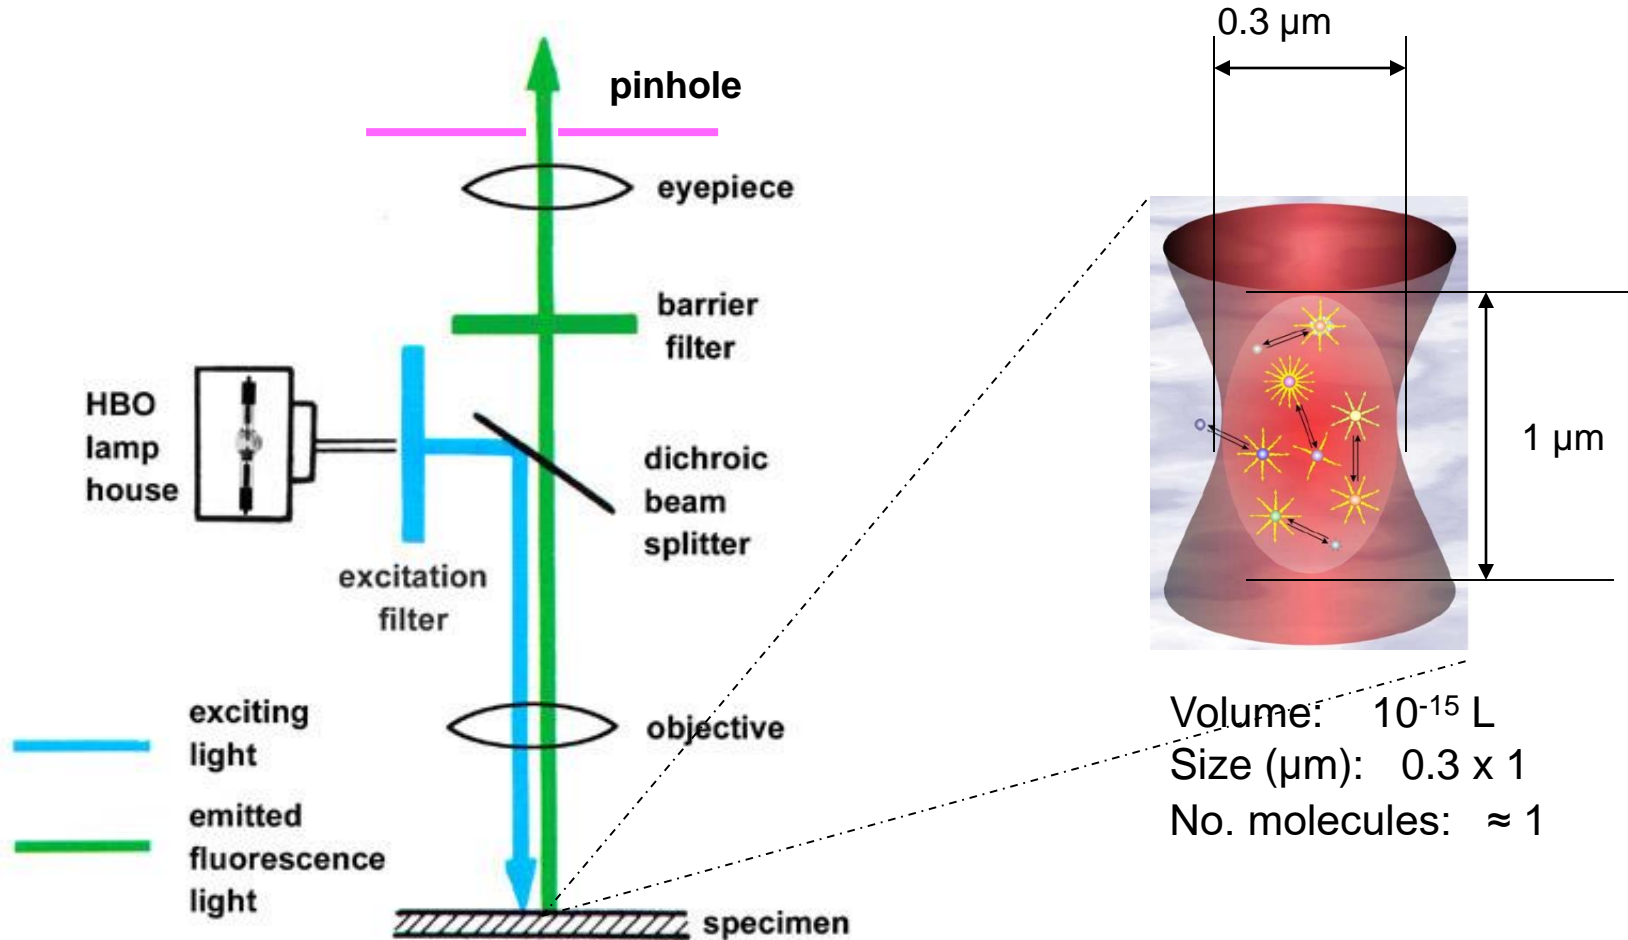 0.3 µm
pinhole
eyepiece
barrier
filter
HBO
lamp
house
dichroic
beam
splitter
excitation
filter
1 µm
exciting
light
objective
emitted
fluorescence
light
specimen
Volume: 10⁻¹⁵ L
Size (µm): 0.3 x 1
No. molecules: ≈ 1